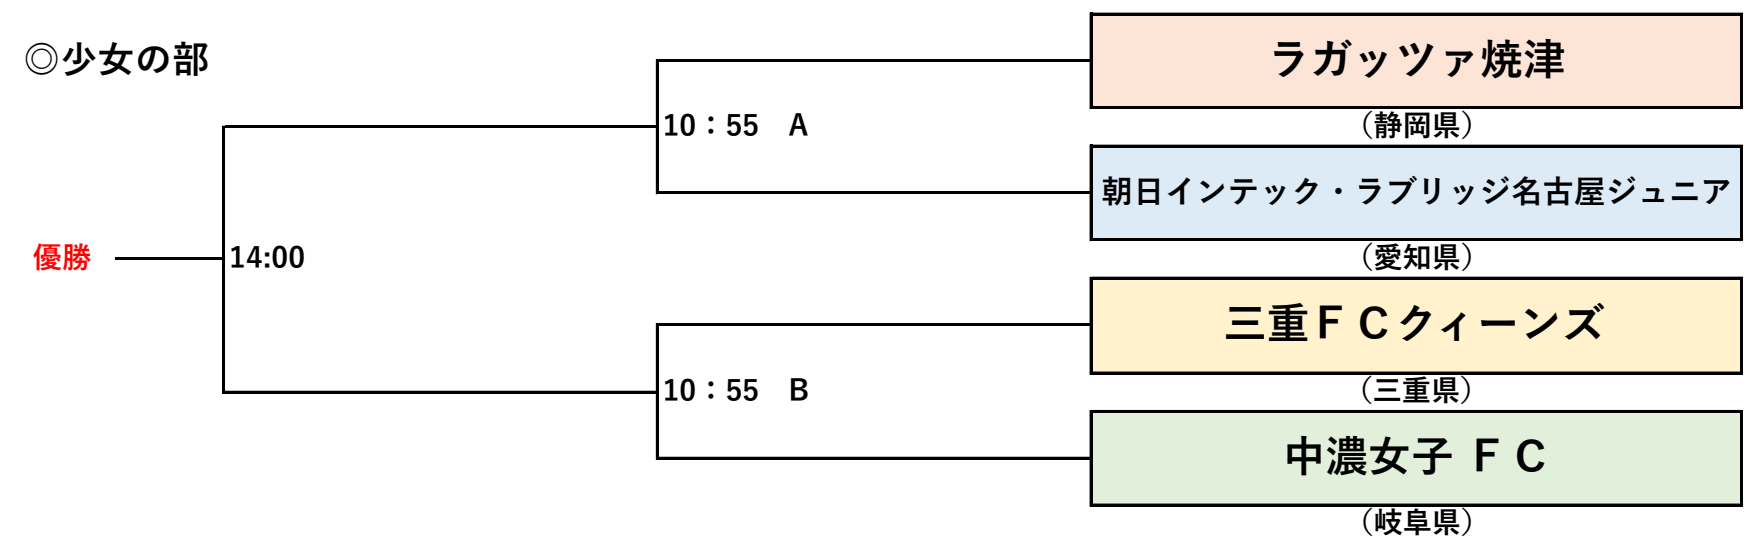 ◎少女の部
ラガッツァ焼津
(静岡県)
10：55　A
朝日インテック・ラブリッジ名古屋ジュニア
(愛知県)
優勝
14:00
三重ＦＣクィーンズ
(三重県)
10：55　B
中濃女子 ＦＣ
(岐阜県)